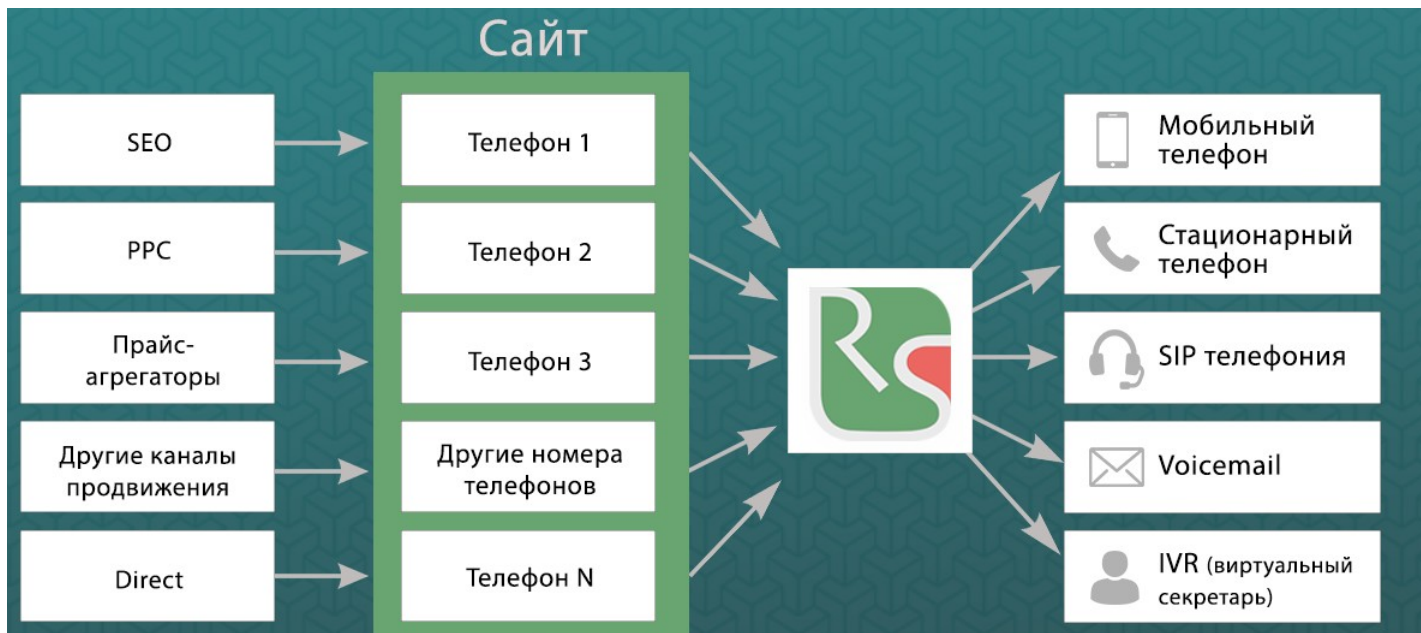 Сайт
SEO
Телефон 1
Мобильный
телефон
PPC
Телефон 2
Стационарный
телефон
Прайс-
агрегаторы
Телефон 3
RS
SIP телефония
Другие каналы
продвижения
Другие номера
телефонов
Voicemail
Direct
Телефон N
IVR (виртуальный
секретарь)